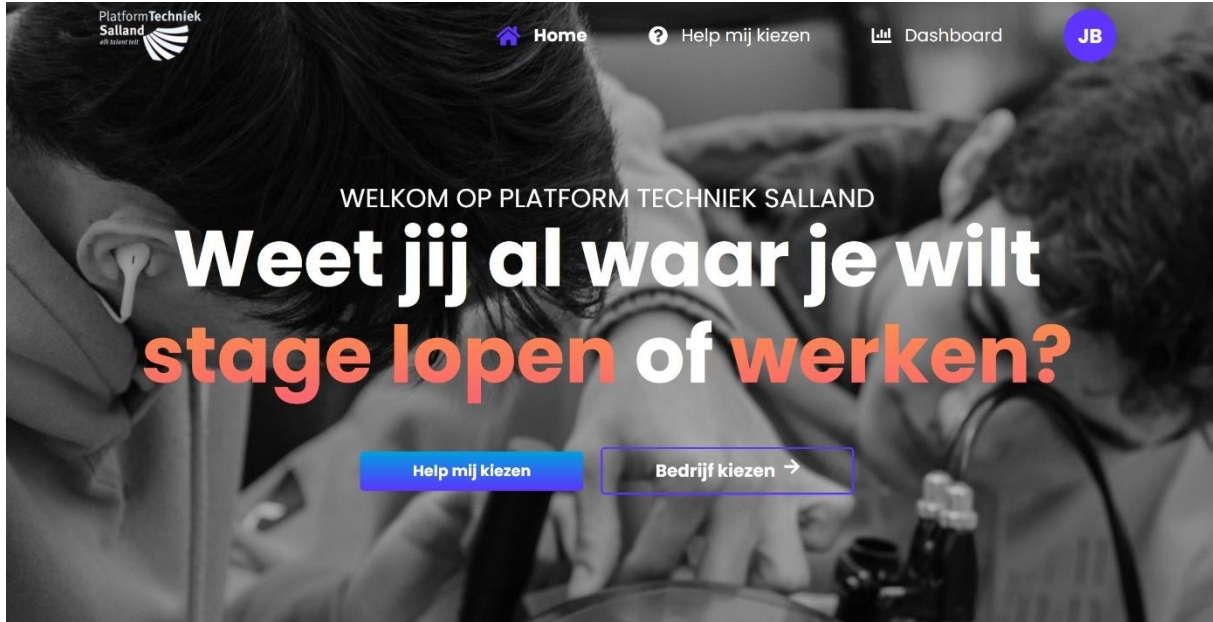 PlatformTechniek
Salland
elk talent telt
Home
Help mij kiezen
Dashboard
JB
WELKOM OP PLATFORM TECHNIEK SALLAND
Weet jij al waar je wilt
stage lopen of werken?
Help mij kiezen
Bedrijf kiezen →